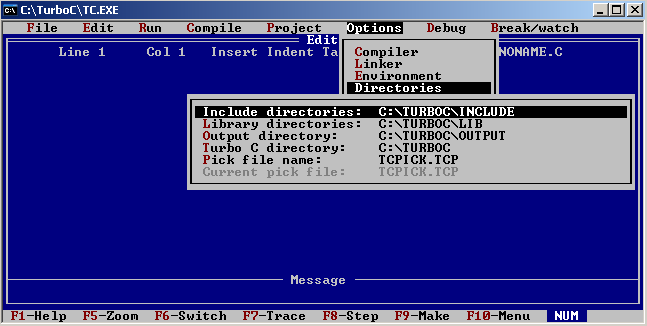 C:\TurboC\TC.EXE
File Edit Run Compile Project Options Debug Break/watch
Edit
Line 1 Col 1 Insert Indent Ta NONAME.C
Compiler
Linker
Environment
Directories
Include directories: C:\TURBOC\INCLUDE
Library directories: C:\TURBOC\LIB
Output directory: C:\TURBOC\OUTPUT
Turbo C directory: C:\TURBOC
Pick file name: TCPICK.TCP
Current pick file: TCPICK.TCP
Message
F1-Help F5-Zoom F6-Switch F7-Trace F8-Step F9-Make F10-Menu NUM